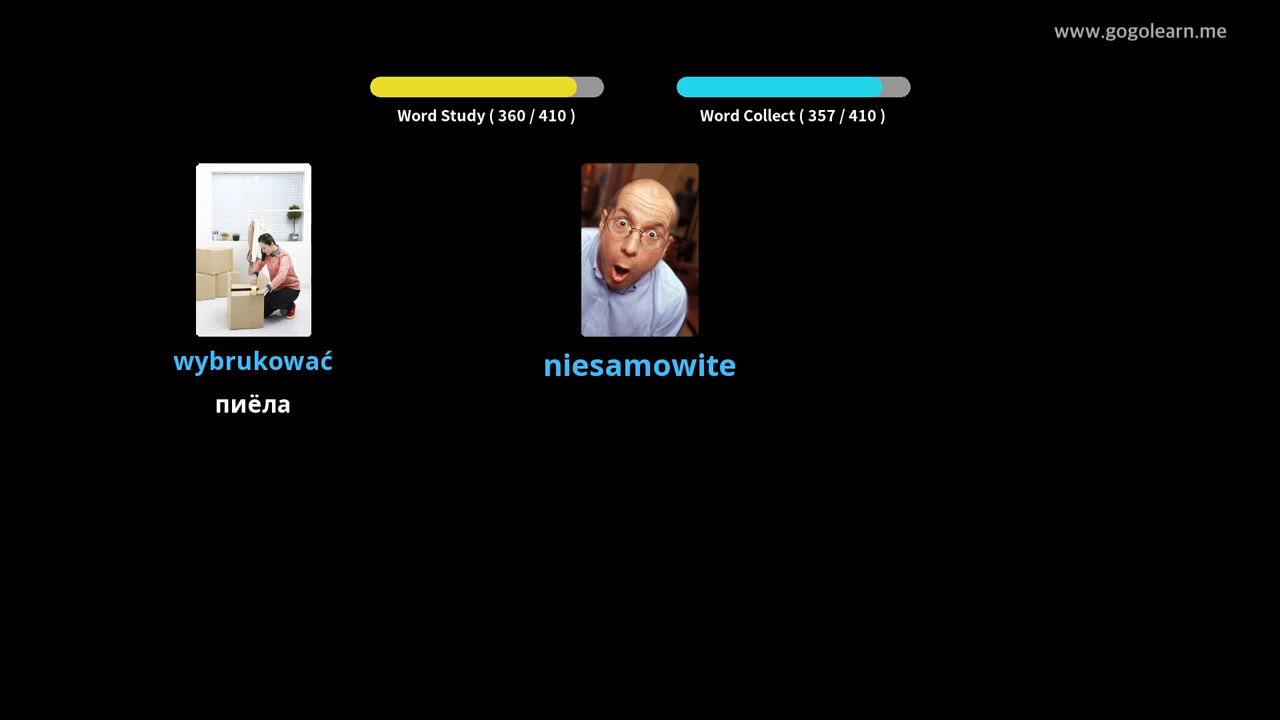 www.gogolearn.me
Word Study ( 360 / 410 )
Word Collect ( 357 / 410 )
wybrukować
niesamowite
пиёла